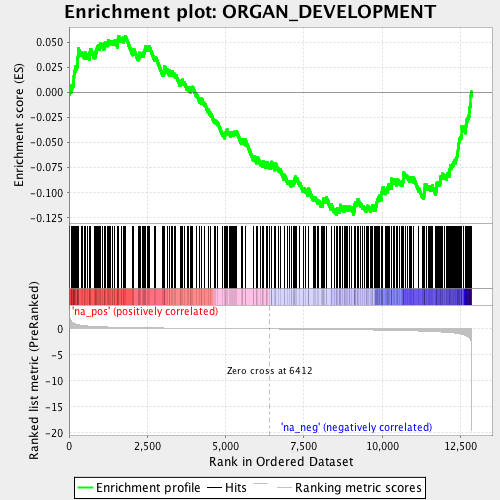 Enrichment plot: ORGAN_DEVELOPMENT
Enrichment score (ES)
0.050
0.025
0.000
-0.025
-0.050
-0.075
-0.100
-0.125
'na_pos' (positively correlated)
Ranked list metric (PreRanked)
0
-5
-10
-15
-20
Zero cross at 6412
'na_neg' (negatively correlated)
0
2,500
5,000
7,500
10,000
12,500
Rank in Ordered Dataset
Enrichment profile
Hits
Ranking metric scores